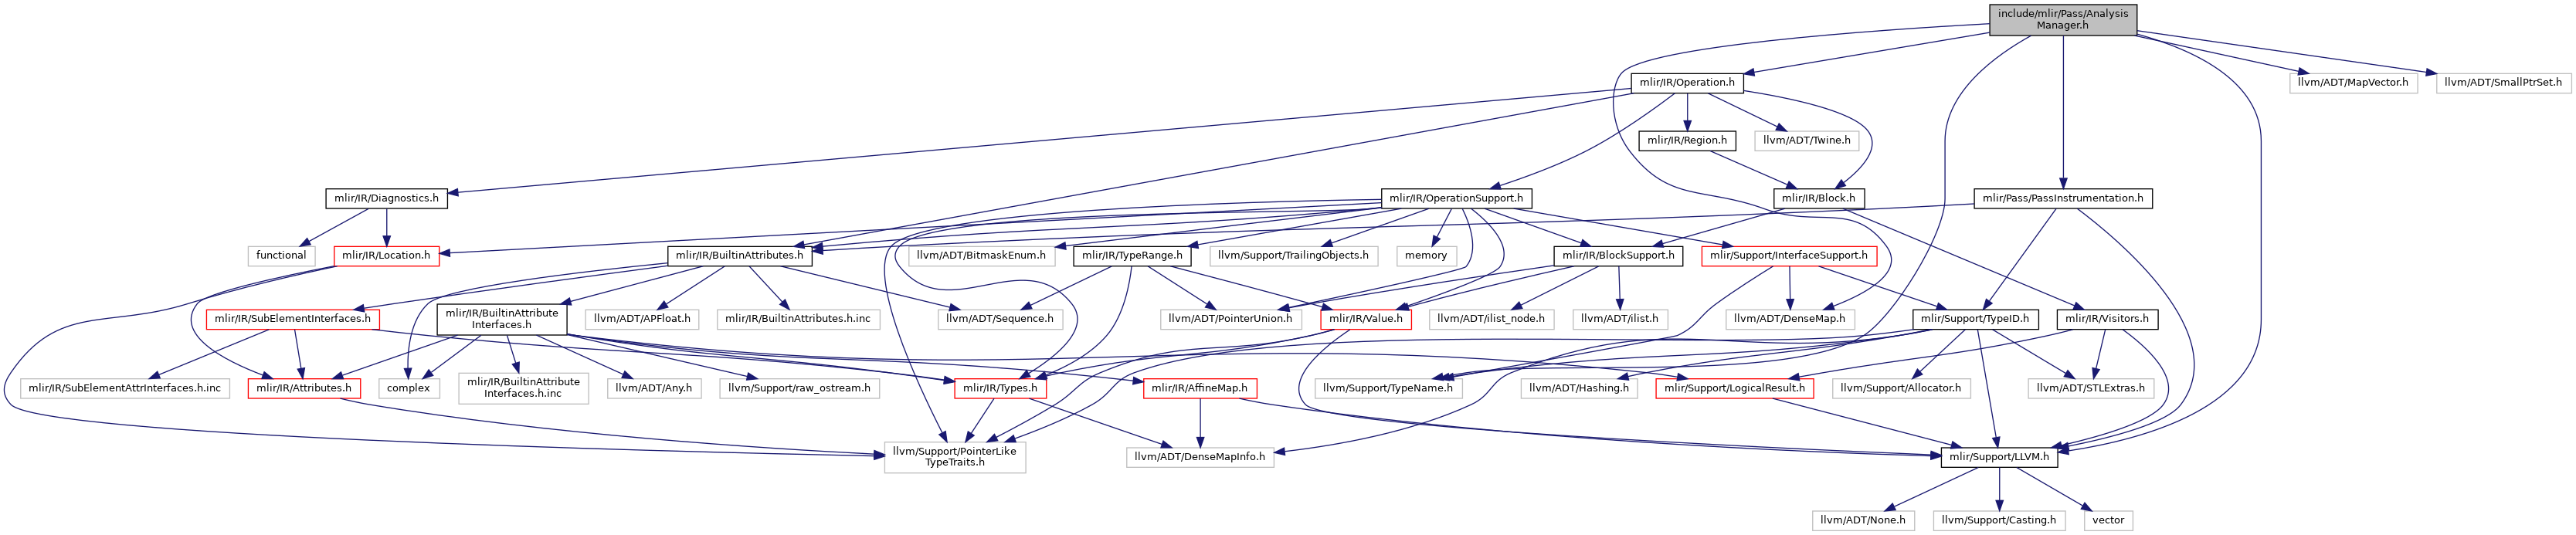 include/mlir/Pass/Analysis
Manager.h
mlir/IR/Operation.h
llvm/ADT/MapVector.h
llvm/ADT/SmallPtrSet.h
mlir/IR/Region.h
llvm/ADT/Twine.h
mlir/IR/Diagnostics.h
mlir/IR/OperationSupport.h
mlir/IR/Block.h
mlir/Pass/PassInstrumentation.h
functional
mlir/IR/Location.h
mlir/IR/BuiltinAttributes.h
llvm/ADT/BitmaskEnum.h
mlir/IR/TypeRange.h
llvm/Support/TrailingObjects.h
memory
mlir/IR/BlockSupport.h
mlir/Support/InterfaceSupport.h
mlir/IR/SubElementInterfaces.h
mlir/IR/BuiltinAttribute
Interfaces.h
llvm/ADT/APFloat.h
mlir/IR/BuiltinAttributes.h.inc
llvm/ADT/Sequence.h
llvm/ADT/PointerUnion.h
mlir/IR/Value.h
llvm/ADT/ilist_node.h
llvm/ADT/ilist.h
llvm/ADT/DenseMap.h
mlir/Support/TypeID.h
mlir/IR/Visitors.h
mlir/IR/SubElementAttrInterfaces.h.inc
mlir/IR/Attributes.h
complex
mlir/IR/BuiltinAttribute
Interfaces.h.inc
llvm/ADT/Any.h
llvm/Support/raw_ostream.h
mlir/IR/Types.h
mlir/IR/AffineMap.h
llvm/Support/TypeName.h
llvm/ADT/Hashing.h
mlir/Support/LogicalResult.h
llvm/Support/Allocator.h
llvm/ADT/STLExtras.h
llvm/Support/PointerLike
TypeTraits.h
llvm/ADT/DenseMapInfo.h
mlir/Support/LLVM.h
llvm/ADT/None.h
llvm/Support/Casting.h
vector